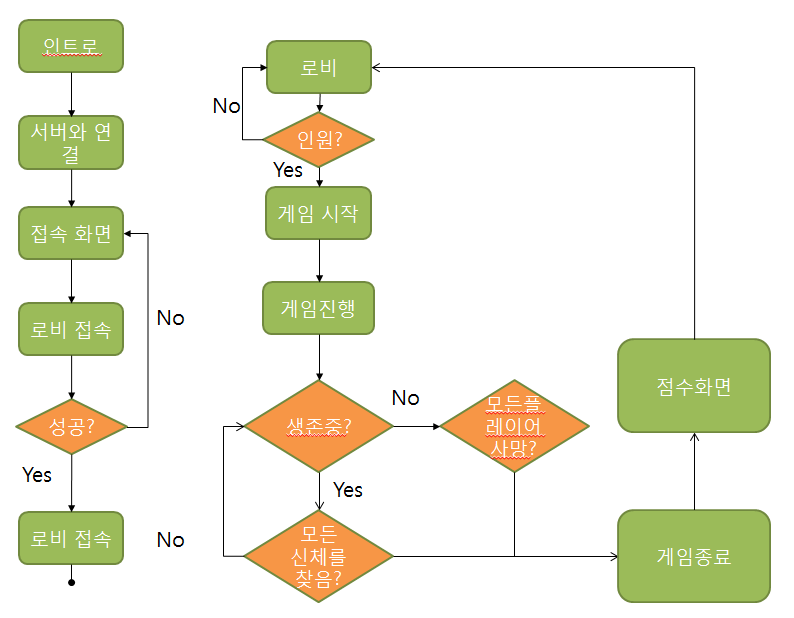 인트로
서버와 연
결
접속 화면
로비 접속
No
성공?
Yes
로비 접속
로비
No
인원?
Yes
게임 시작
게임진행
생존중?
No
모든플
레이어
사망?
Yes
모든
신체를
찾음?
No
점수화면
게임종료